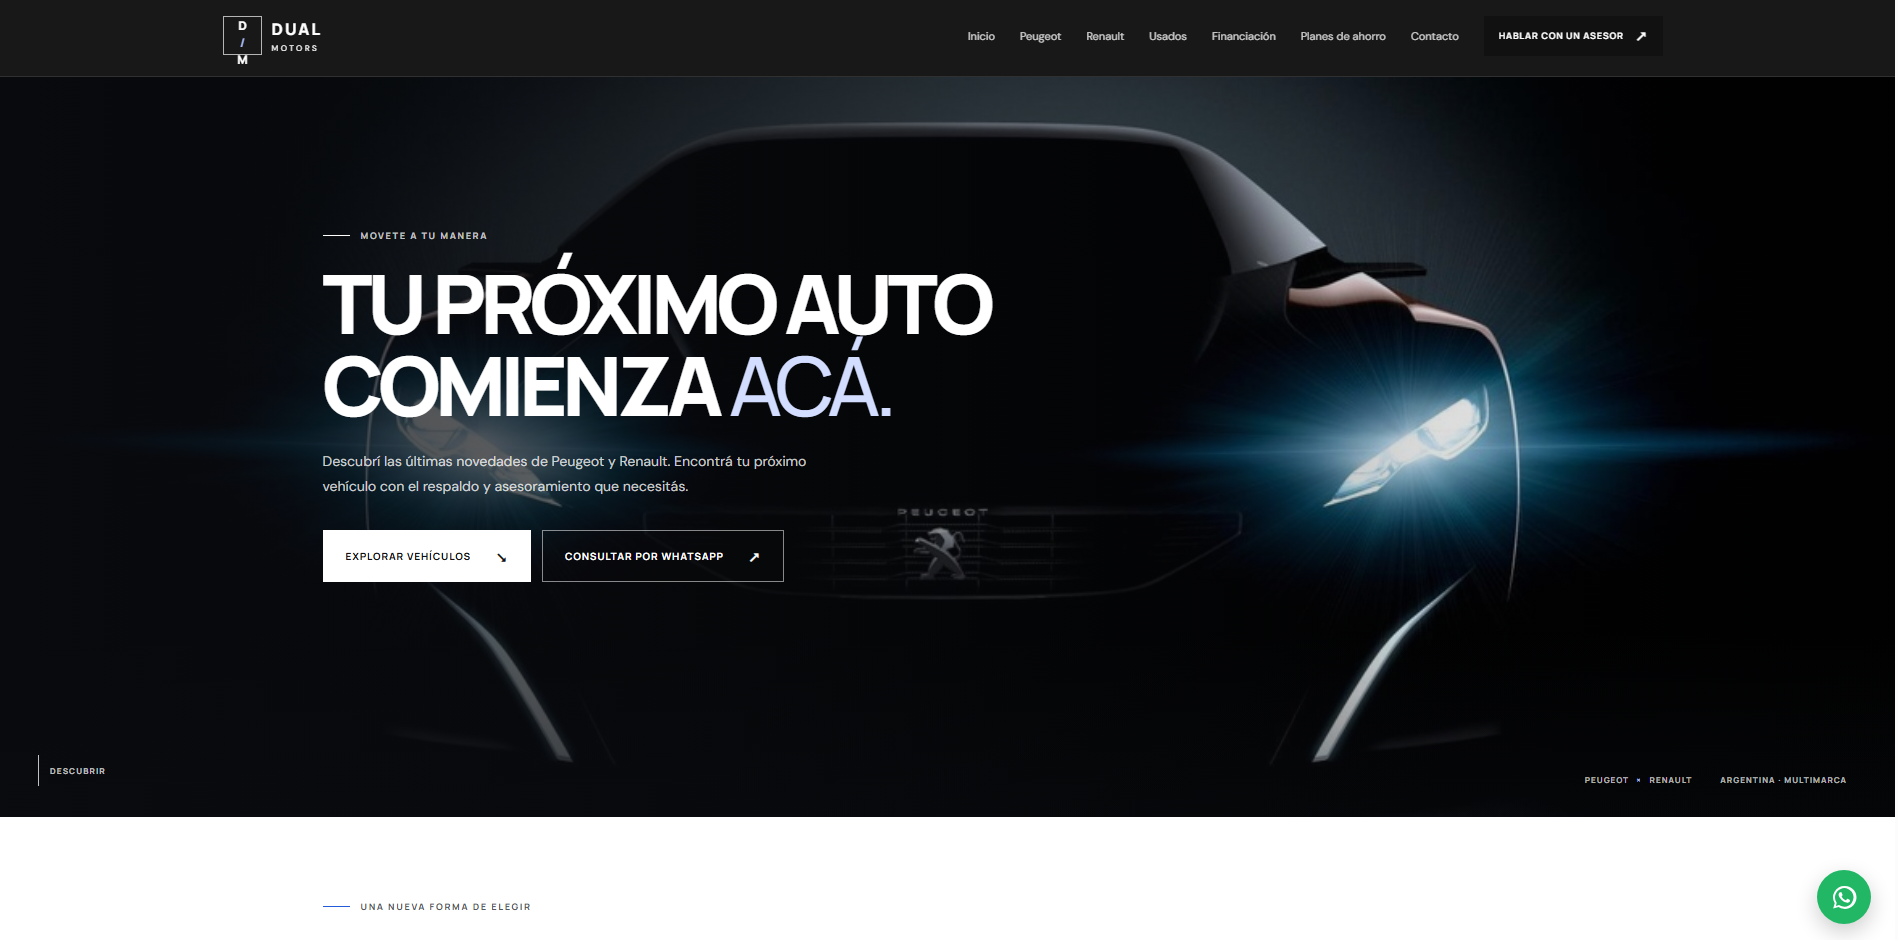 D
/
M
DUAL
MOTORS
Inicio Peugeot Renault Usados Financiación Planes de ahorro Contacto HABLAR CON UN ASESOR ↗
MOVETE A TU MANERA
TU PRÓXIMO AUTO
COMIENZA ACÁ.
Descubrí las últimas novedades de Peugeot y Renault. Encontrá tu próximo
vehículo con el respaldo y asesoramiento que necesitás.
EXPLORAR VEHÍCULOS ↘ CONSULTAR POR WHATSAPP ↗
PEUGEOT
DESCUBRIR
PEUGEOT × RENAULT ARGENTINA · MULTIMARCA
UNA NUEVA FORMA DE ELEGIR